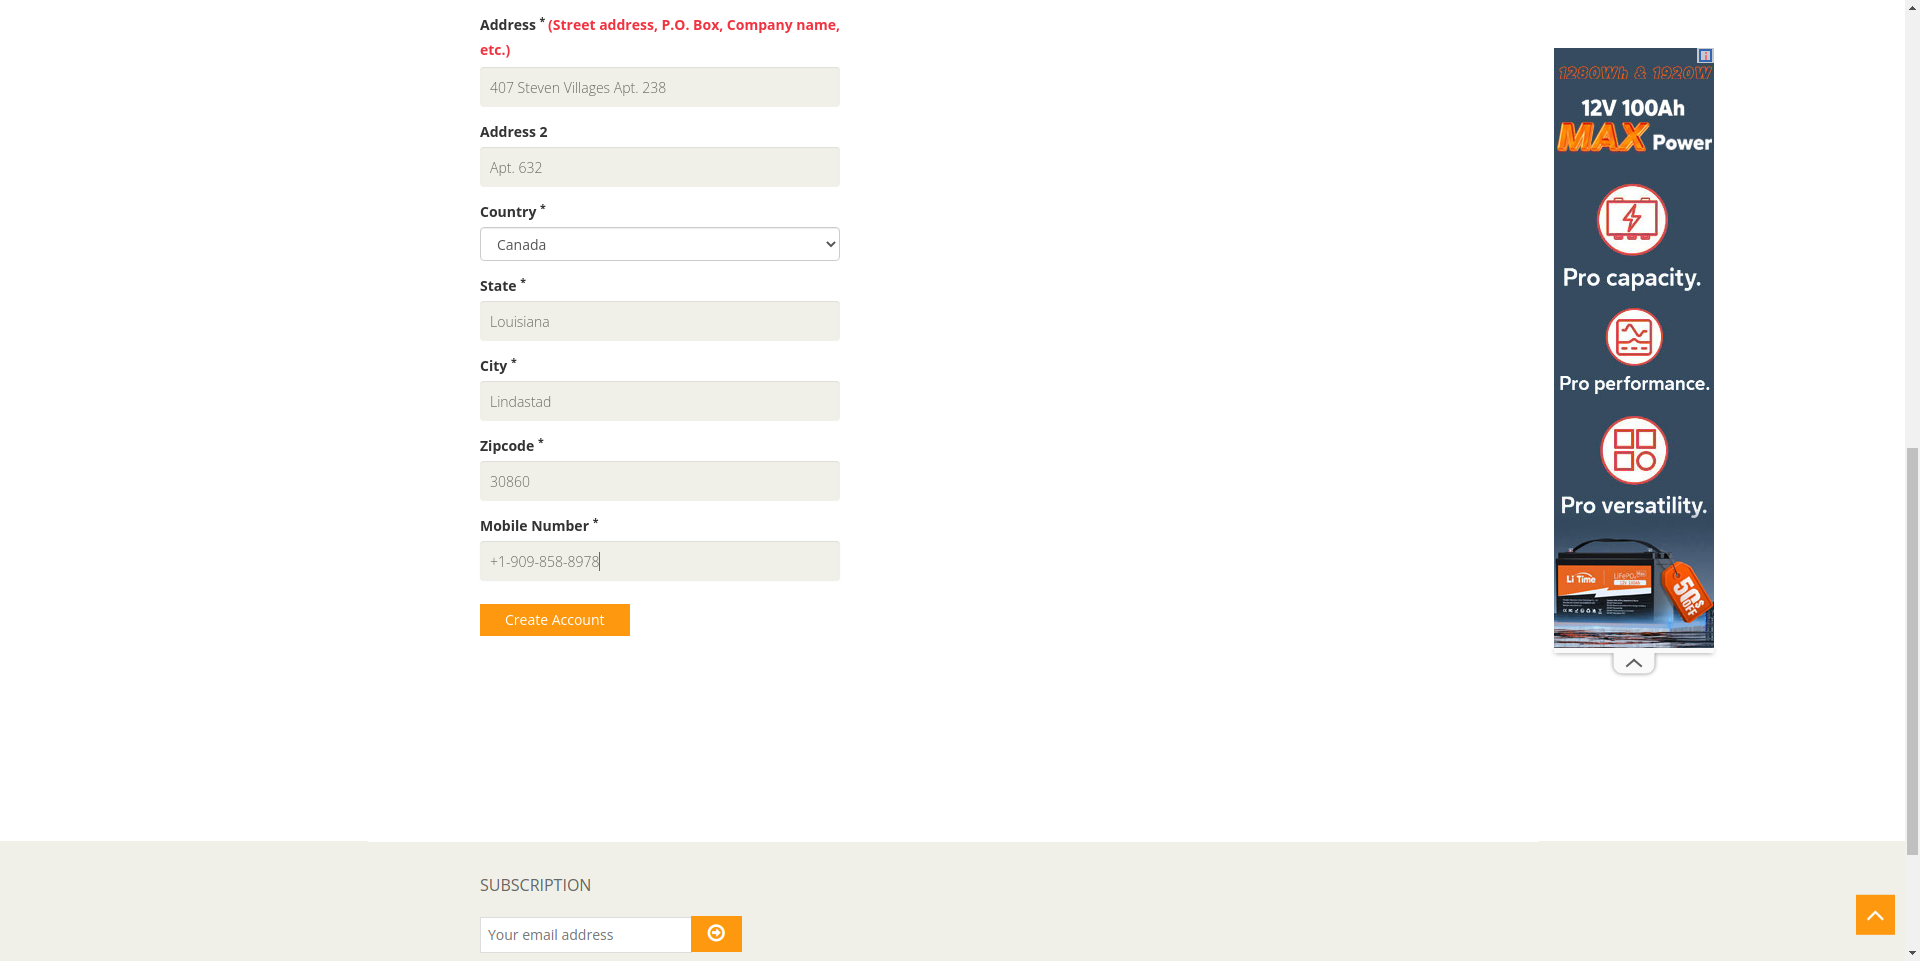 Address * (Street address, P.O. Box, Company name,
etc.)
407 Steven Villages Apt. 238
Address 2
Apt. 632
Country *
Canada
State *
Louisiana
City *
Lindastad
Zipcode *
30860
Mobile Number *
+1-909-858-8978
Create Account
1280Wh & 1920W
12V 100Ah
MAX Power
Pro capacity.
Pro performance.
Pro versatility.
Li Time
LiFePO4
50%
OFF
SUBSCRIPTION
Your email address